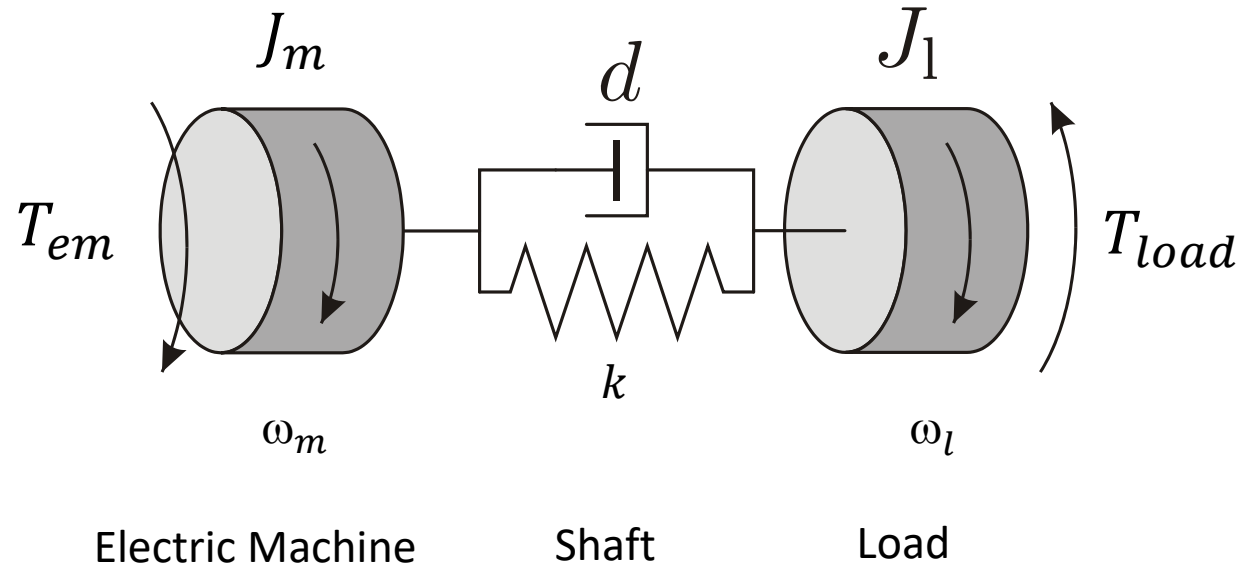 J_m
d
J_l
T_em
T_load
k
ω_m
ω_l
Electric Machine
Shaft
Load